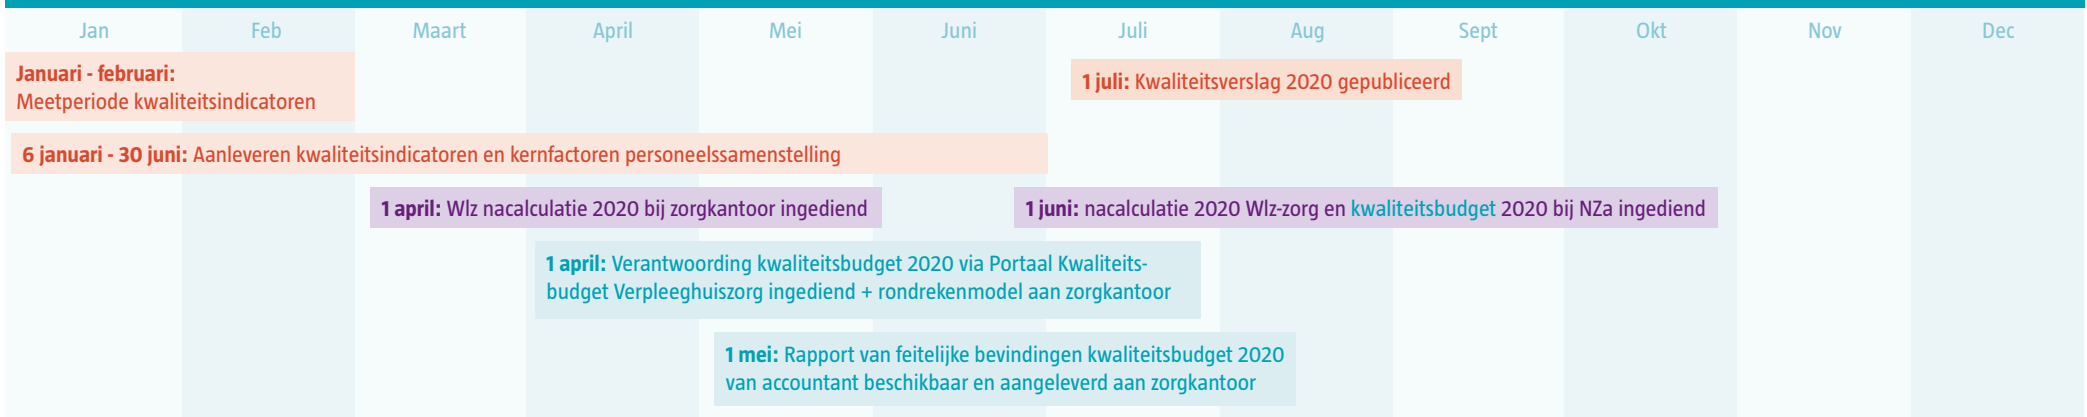 Jan Feb Maart April Mei Juni Juli Aug Sept Okt Nov Dec
Januari - februari:
Meetperiode kwaliteitsindicatoren
1 juli: Kwaliteitsverslag 2020 gepubliceerd
6 januari - 30 juni: Aanleveren kwaliteitsindicatoren en kernfactoren personeelssamenstelling
1 april: Wlz nacalculatie 2020 bij zorgkantoor ingediend
1 juni: nacalculatie 2020 Wlz-zorg en kwaliteitsbudget 2020 bij NZa ingediend
1 april: Verantwoording kwaliteitsbudget 2020 via Portaal Kwaliteits-
budget Verpleeghuiszorg ingediend + rondrekenmodel aan zorgkantoor
1 mei: Rapport van feitelijke bevindingen kwaliteitsbudget 2020
van accountant beschikbaar en aangeleverd aan zorgkantoor